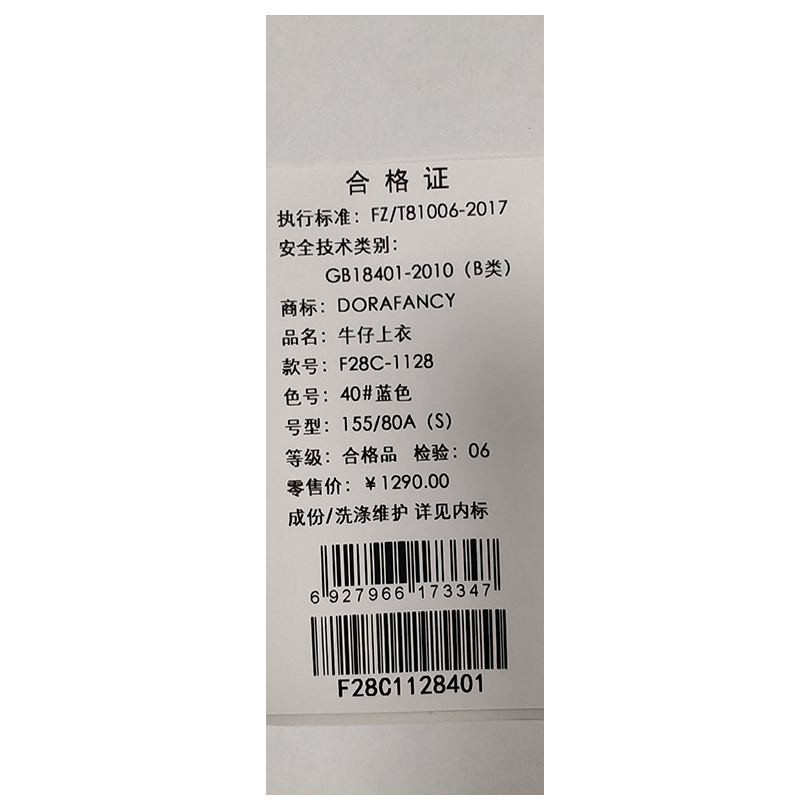 合格证
执行标准：FZ/T81006-2017
安全技术类别：
GB18401-2010（B类）
商标：DORAFANCY
品名：牛仔上衣
款号：F28C-1128
色号：40#蓝色
号型：155/80A（S）
等级：合格品 检验：06
零售价：¥1290.00
成份/洗涤维护 详见内标
6 927966 173347
F28C1128401